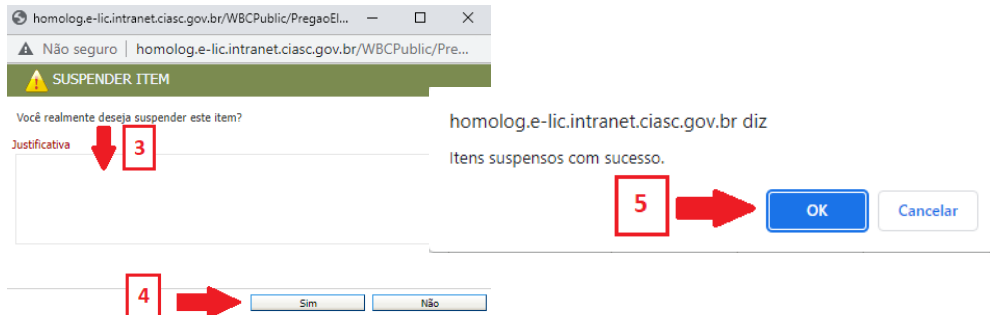 homolog.e-lic.intranet.ciasc.gov.br/WBCPublic/PregaoEl...
Não seguro | homolog.e-lic.intranet.ciasc.gov.br/WBCPublic/Pre...
SUSPENDER ITEM
Você realmente deseja suspender este item?
Justificativa
3
4
Sim
Não
homolog.e-lic.intranet.ciasc.gov.br diz
Itens suspensos com sucesso.
5
OK
Cancelar